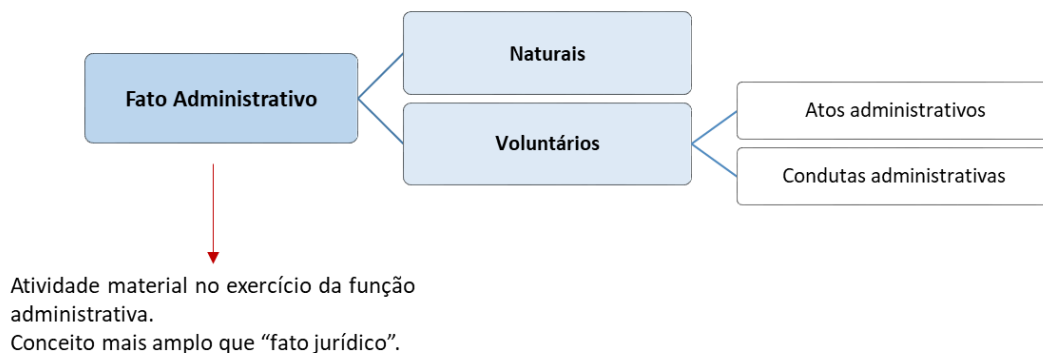 Naturais
Fato Administrativo
Voluntários
Atos administrativos
Condutas administrativas
Atividade material no exercício da função
administrativa.
Conceito mais amplo que “fato jurídico”.